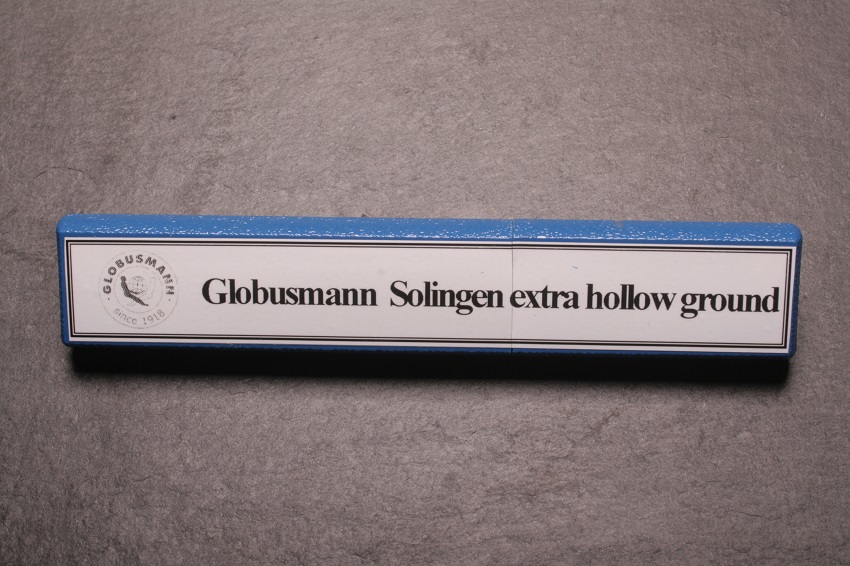 GLOBUSMANN
since 1918
Globusmann Solingen extra hollow ground